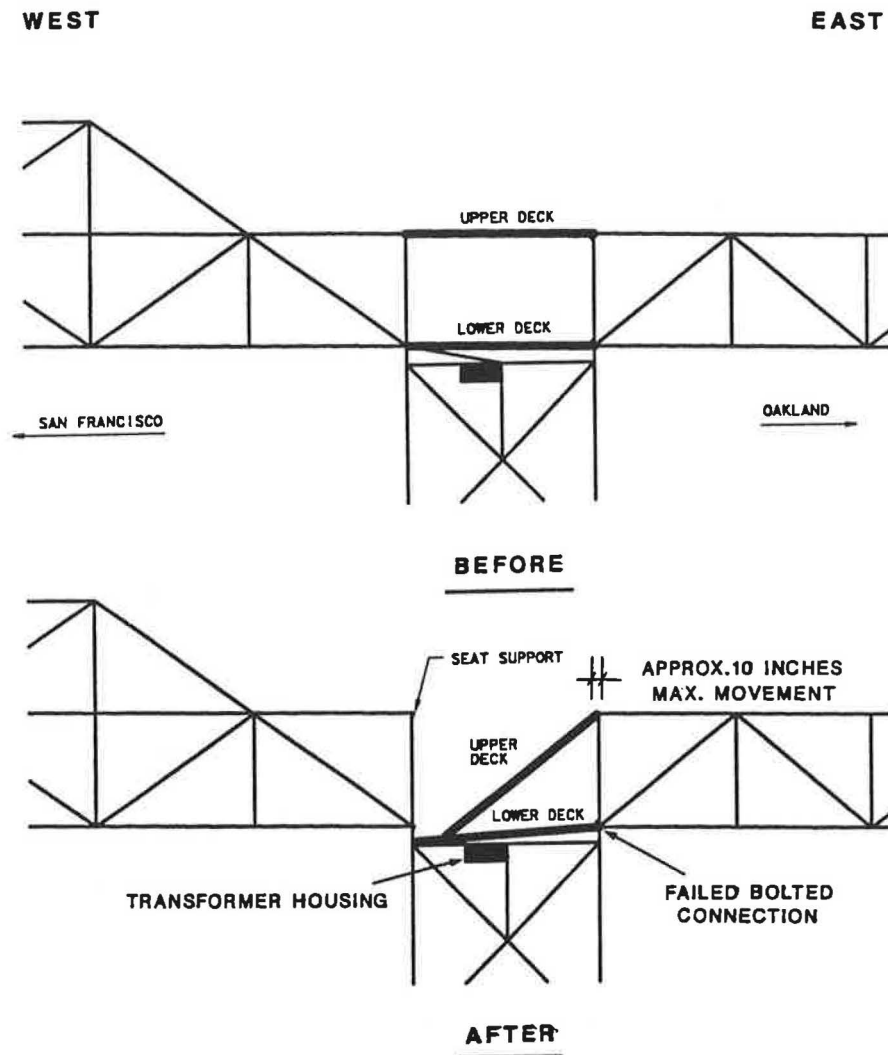 WEST
EAST
UPPER DECK
LOWER DECK
SAN FRANCISCO
OAKLAND
BEFORE
SEAT SUPPORT
APPROX.10 INCHES
MAX. MOVEMENT
UPPER
DECK
LOWER DECK
TRANSFORMER HOUSING
FAILED BOLTED
CONNECTION
AFTER